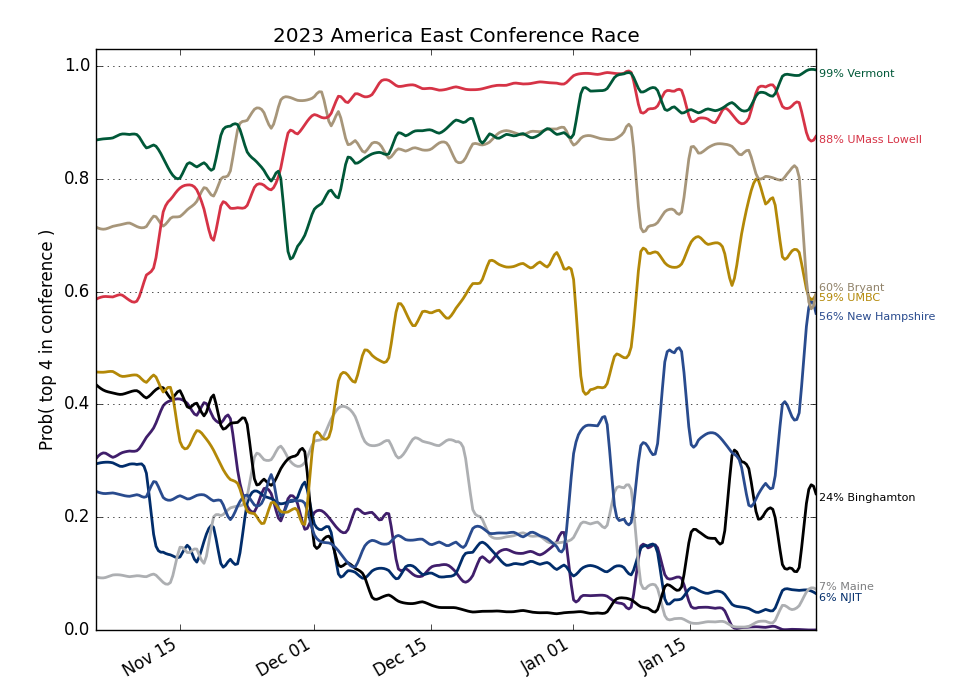 2023 America East Conference Race
Prob( top 4 in conference )
1.0
0.8
0.6
0.4
0.2
0.0
Nov 15
Dec 01
Dec 15
Jan 01
Jan 15
99% Vermont
88% UMass Lowell
60% Bryant
59% UMBC
56% New Hampshire
24% Binghamton
7% Maine
6% NJIT